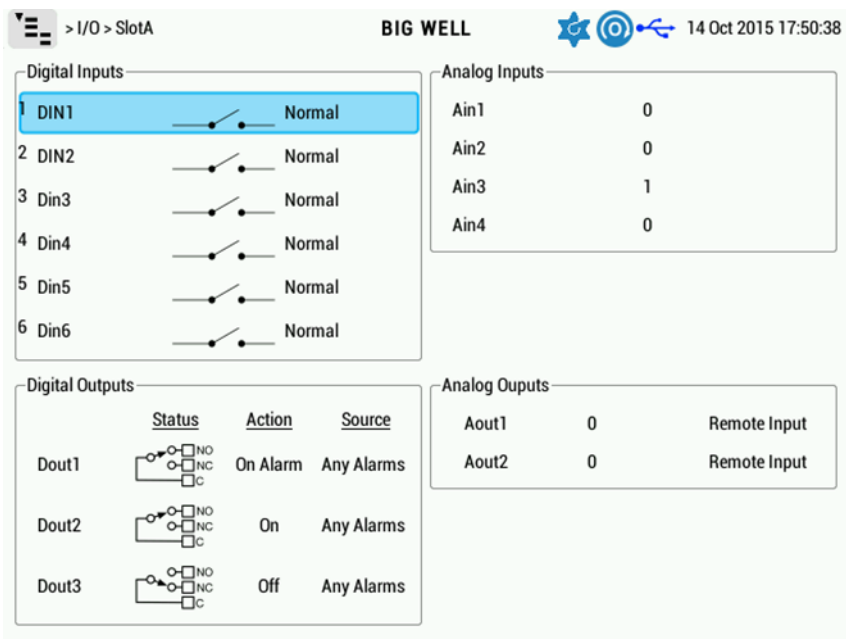 > I/O > SlotA
BIG WELL
14 Oct 2015 17:50:38
Digital Inputs
1 DIN1 Normal
2 DIN2 Normal
3 Din3 Normal
4 Din4 Normal
5 Din5 Normal
6 Din6 Normal
Analog Inputs
Ain1 0
Ain2 0
Ain3 1
Ain4 0
Digital Outputs
Status Action Source
NO
Dout1 NC On Alarm Any Alarms
C
NO
Dout2 NC On Any Alarms
C
NO
Dout3 NC Off Any Alarms
C
Analog Ouputs
Aout1 0 Remote Input
Aout2 0 Remote Input